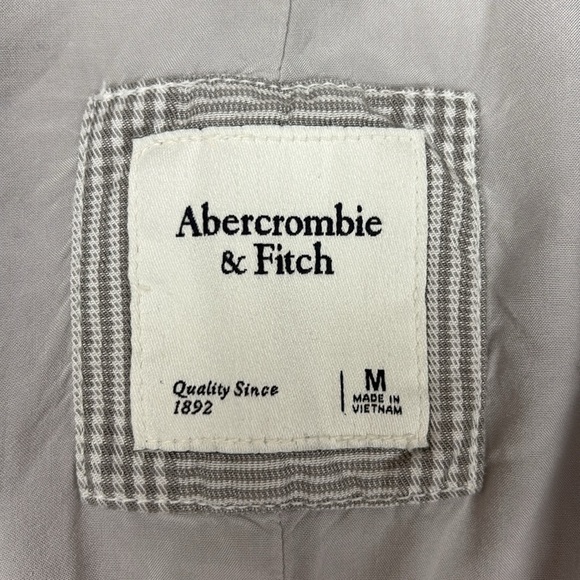 Abercrombie
& Fitch
Quality Since
1892
M
MADE IN
VIETNAM